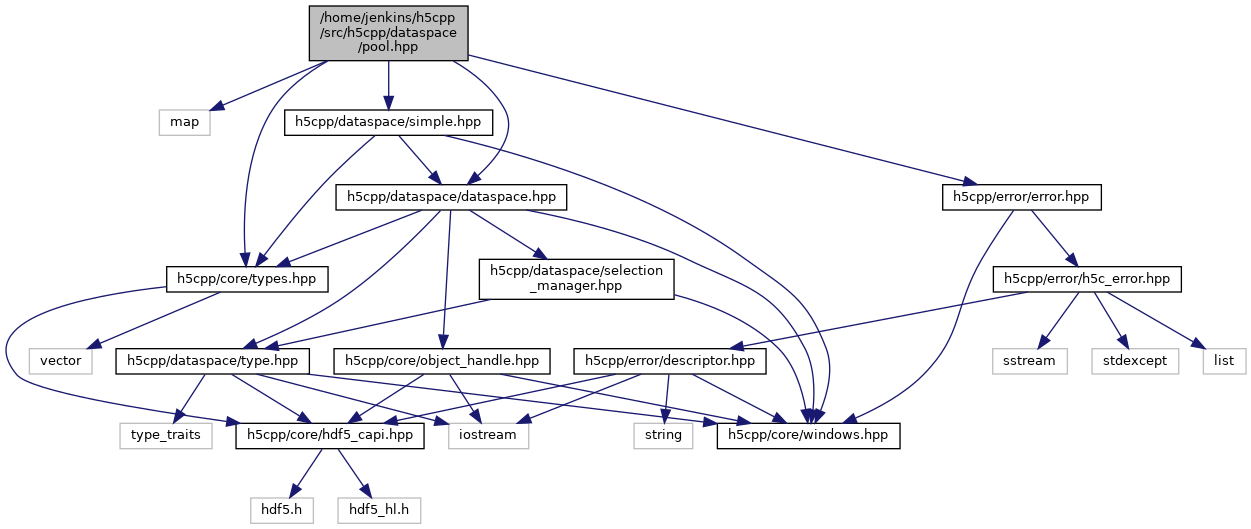 /home/jenkins/h5cpp
/src/h5cpp/dataspace
/pool.hpp
map
h5cpp/dataspace/simple.hpp
h5cpp/dataspace/dataspace.hpp
h5cpp/error/error.hpp
h5cpp/core/types.hpp
h5cpp/dataspace/selection
_manager.hpp
h5cpp/error/h5c_error.hpp
vector
h5cpp/dataspace/type.hpp
h5cpp/core/object_handle.hpp
h5cpp/error/descriptor.hpp
sstream
stdexcept
list
type_traits
h5cpp/core/hdf5_capi.hpp
iostream
string
h5cpp/core/windows.hpp
hdf5.h
hdf5_hl.h